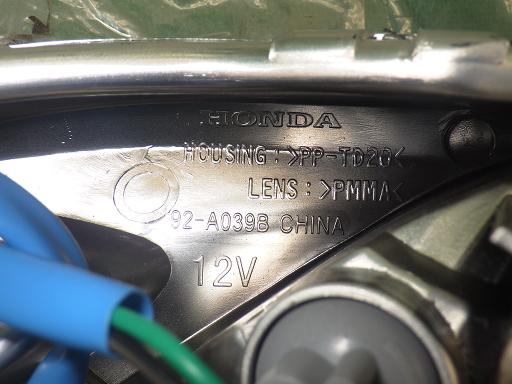 HONDA
HOUSING:>PP-TD20<
LENS:>PMMA<
92-A039B CHINA
12V